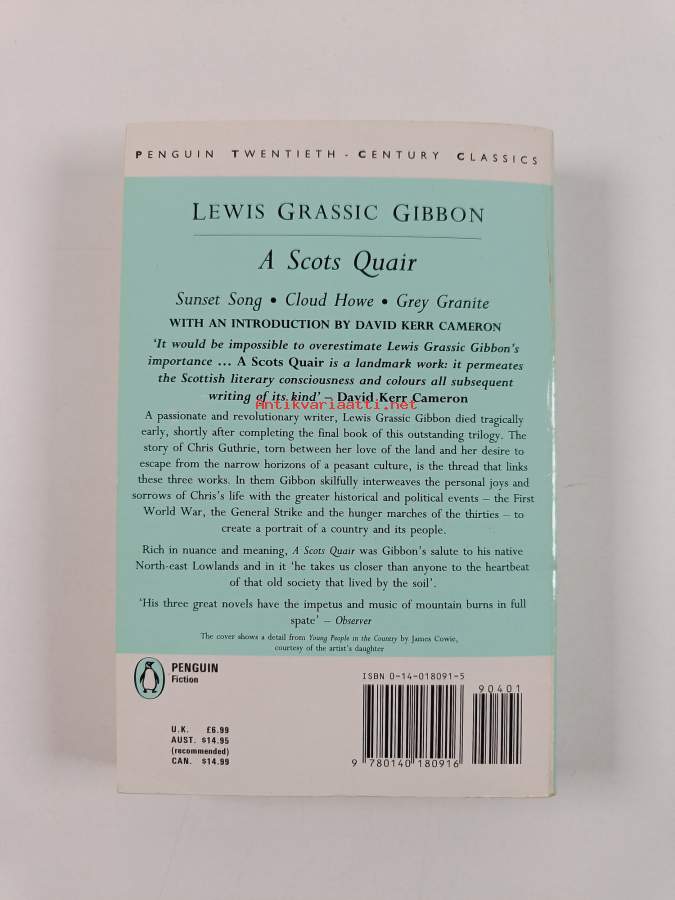 PENGUIN TWENTIETH-CENTURY CLASSICS
LEWIS GRASSIC GIBBON
A Scots Quair
Sunset Song • Cloud Howe • Grey Granite
WITH AN INTRODUCTION BY DAVID KERR CAMERON
'It would be impossible to overestimate Lewis Grassic Gibbon's
importance ... A Scots Quair is a landmark work: it permeates
the Scottish literary consciousness and colours all subsequent
writing of its kind' – David Kerr Cameron
Antikvariaatti.net
A passionate and revolutionary writer, Lewis Grassic Gibbon died tragically
early, shortly after completing the final book of this outstanding trilogy. The
story of Chris Guthrie, torn between her love of the land and her desire to
escape from the narrow horizons of a peasant culture, is the thread that links
these three works. In them Gibbon skilfully interweaves the personal joys and
sorrows of Chris's life with the greater historical and political events – the First
World War, the General Strike and the hunger marches of the thirties – to
create a portrait of a country and its people.
Rich in nuance and meaning, A Scots Quair was Gibbon's salute to his native
North-east Lowlands and in it 'he takes us closer than anyone to the heartbeat
of that old society that lived by the soil'.
'His three great novels have the impetus and music of mountain burns in full
spate' – Observer
The cover shows a detail from Young People in the Country by James Cowie,
courtesy of the artist's daughter
PENGUIN
Fiction
U.K. £6.99
AUST. $14.95
(recommended)
CAN. $14.99
ISBN 0-14-018091-5
90401
9 780140 180916